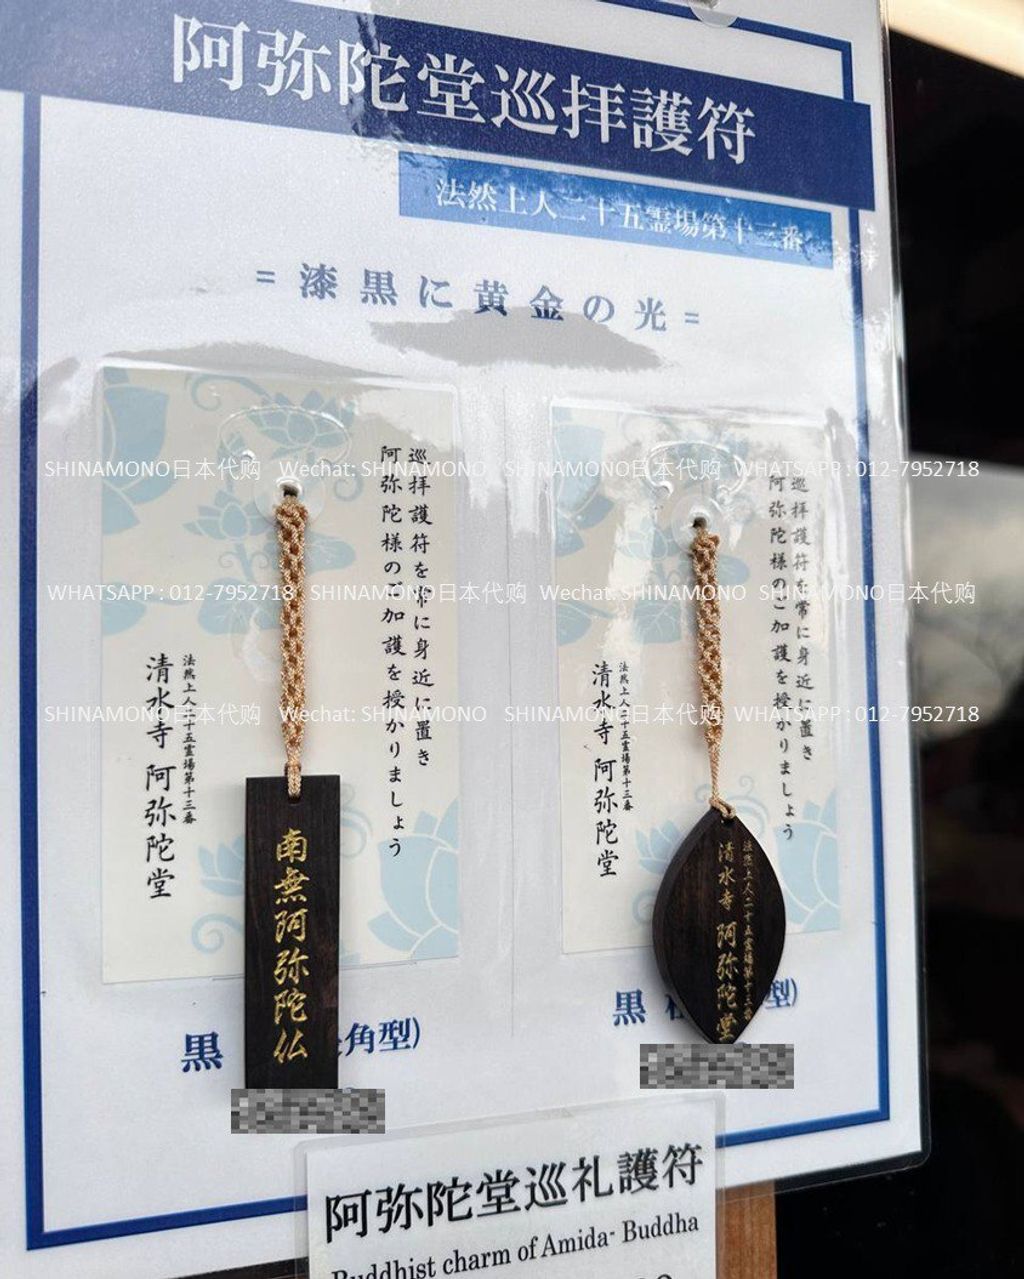 阿弥陀堂巡拝護符
法然上人二十五霊場第十三番
=漆黒に黄金の光=
巡拝護符を常に身近に置き
阿弥陀様のご加護を授かりましょう
法然上人二十五霊場第十三番
清水寺 阿弥陀堂
南無阿弥陀仏
黒 角型)
巡拝護符を常に身近に置き
阿弥陀様のご加護を授かりましょう
法然上人二十五霊場第十三番
清水寺 阿弥陀堂
法然上人二十五霊場第十三番
清水寺 阿弥陀堂
黒 型)
SHINAMONO日本代购 Wechat: SHINAMONO SHINAMONO日本代购 WHATSAPP : 012-7952718
WHATSAPP : 012-7952718 SHINAMONO日本代购 Wechat: SHINAMONO SHINAMONO日本代购
SHINAMONO日本代购 Wechat: SHINAMONO SHINAMONO日本代购 WHATSAPP : 012-7952718
阿弥陀堂巡礼護符
Buddhist charm of Amida- Buddha